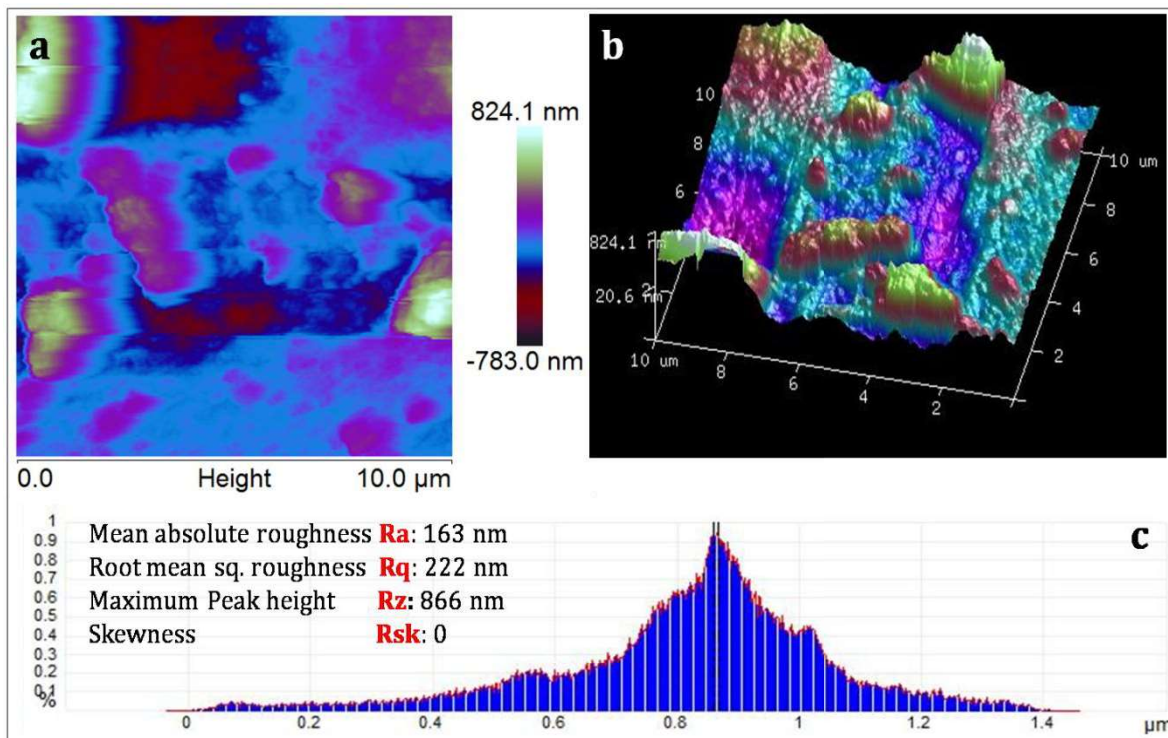 a
824.1 nm
-783.0 nm
0.0 Height 10.0 µm
b
10
8
6
824.1 nm
2
20.6 nm
10 um
8
6
4
2
10 um
8
6
4
2
c
Mean absolute roughness Ra: 163 nm
Root mean sq. roughness Rq: 222 nm
Maximum Peak height Rz: 866 nm
Skewness Rsk: 0
1
0.9
0.8
0.7
0.6
0.5
0.4
0.3
0.2
0.1
%
0 0.2 0.4 0.6 0.8 1 1.2 1.4 µm